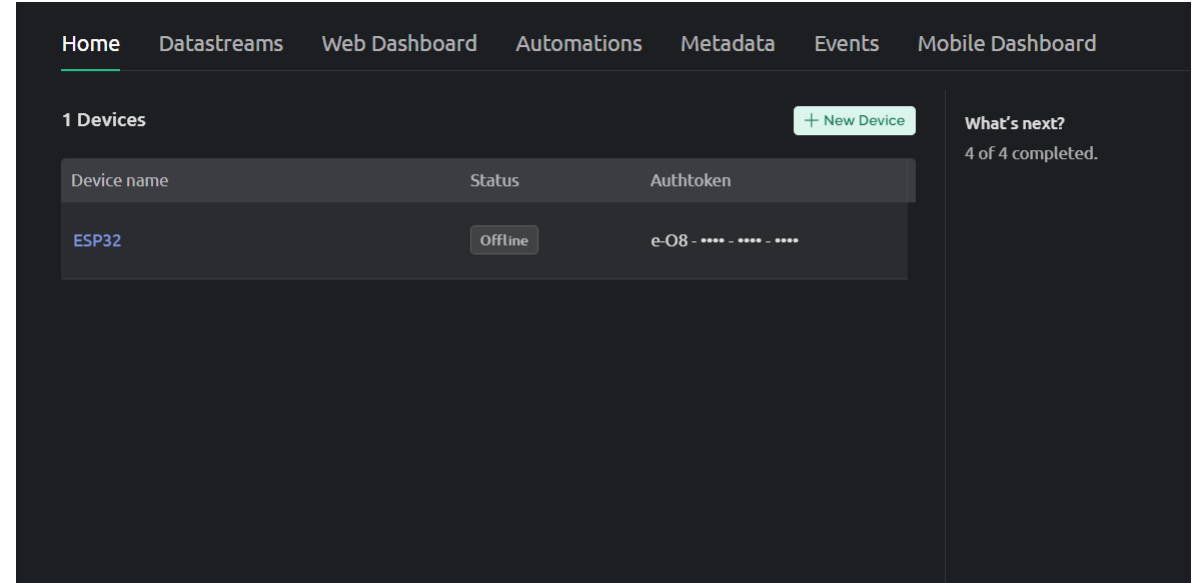 Home Datastreams Web Dashboard Automations Metadata Events Mobile Dashboard
1 Devices
+ New Device
What's next?
4 of 4 completed.
Device name Status Authtoken
ESP32 Offline e-O8 - •••• - •••• - ••••